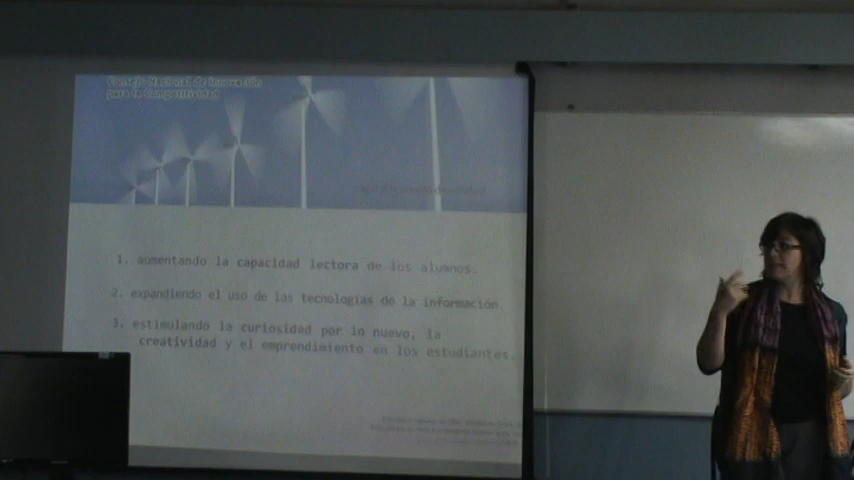 Consejo Nacional de Innovación
para la Competitividad
1. aumentando la capacidad lectora de los alumnos.
2. expandiendo el uso de las tecnologías de la información.
3. estimulando la curiosidad por lo nuevo, la
creatividad y el emprendimiento en los estudiantes.